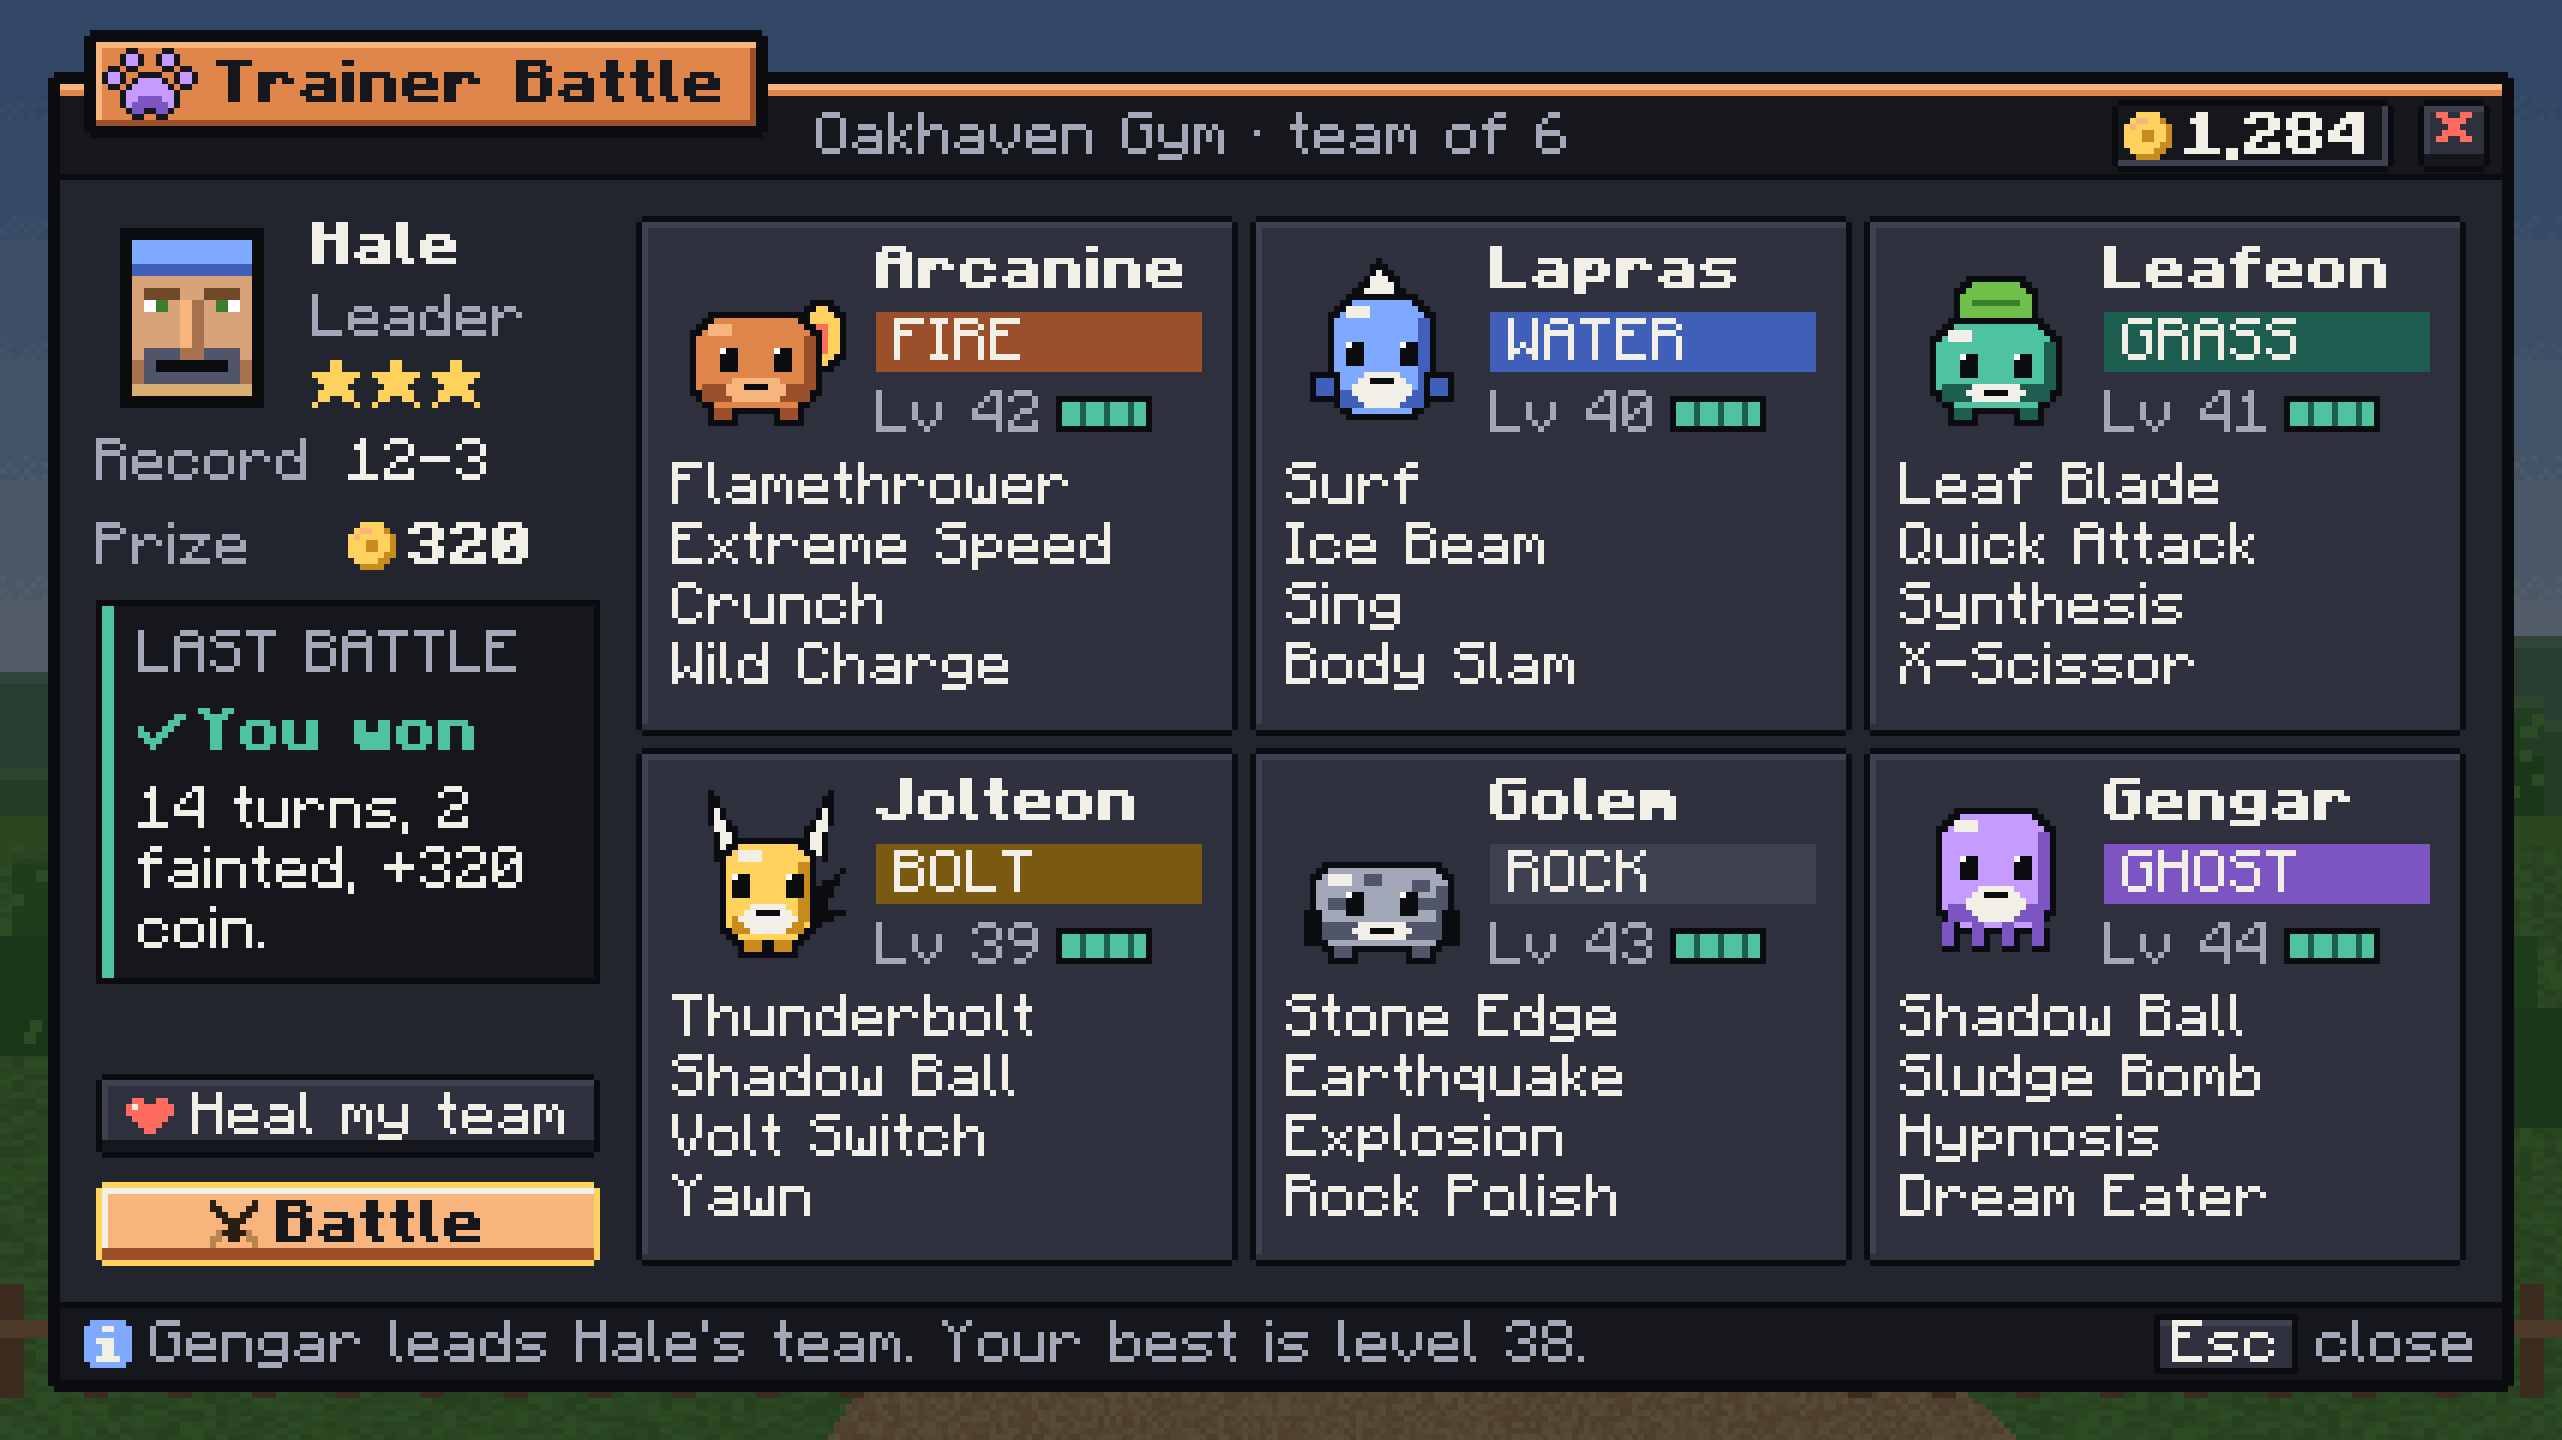 Trainer Battle
Oakhaven Gym · team of 6
1,284
Hale
Leader
Record 12-3
Prize 320
LAST BATTLE
You won
14 turns, 2
fainted, +320
coin.
Heal my team
Battle
Arcanine
FIRE
Lv 42
Flamethrower
Extreme Speed
Crunch
Wild Charge
Lapras
WATER
Lv 40
Surf
Ice Beam
Sing
Body Slam
Leafeon
GRASS
Lv 41
Leaf Blade
Quick Attack
Synthesis
X-Scissor
Jolteon
BOLT
Lv 39
Thunderbolt
Shadow Ball
Volt Switch
Yawn
Golem
ROCK
Lv 43
Stone Edge
Earthquake
Explosion
Rock Polish
Gengar
GHOST
Lv 44
Shadow Ball
Sludge Bomb
Hypnosis
Dream Eater
Gengar leads Hale's team. Your best is level 38.
Esc close